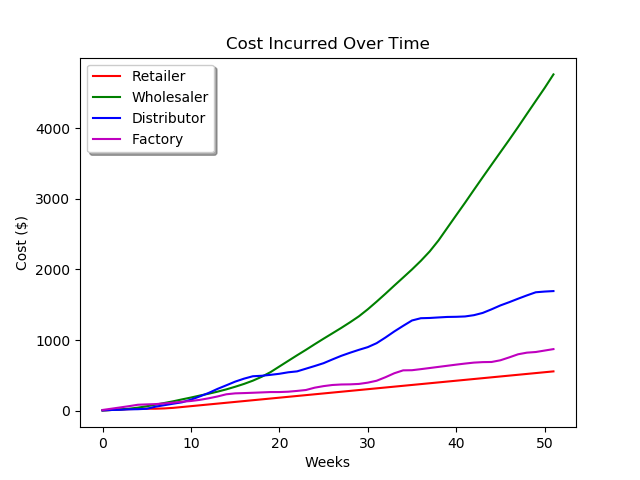 Cost Incurred Over Time
Retailer
Wholesaler
Distributor
Factory
Cost ($)
4000
3000
2000
1000
0
0 10 20 30 40 50
Weeks